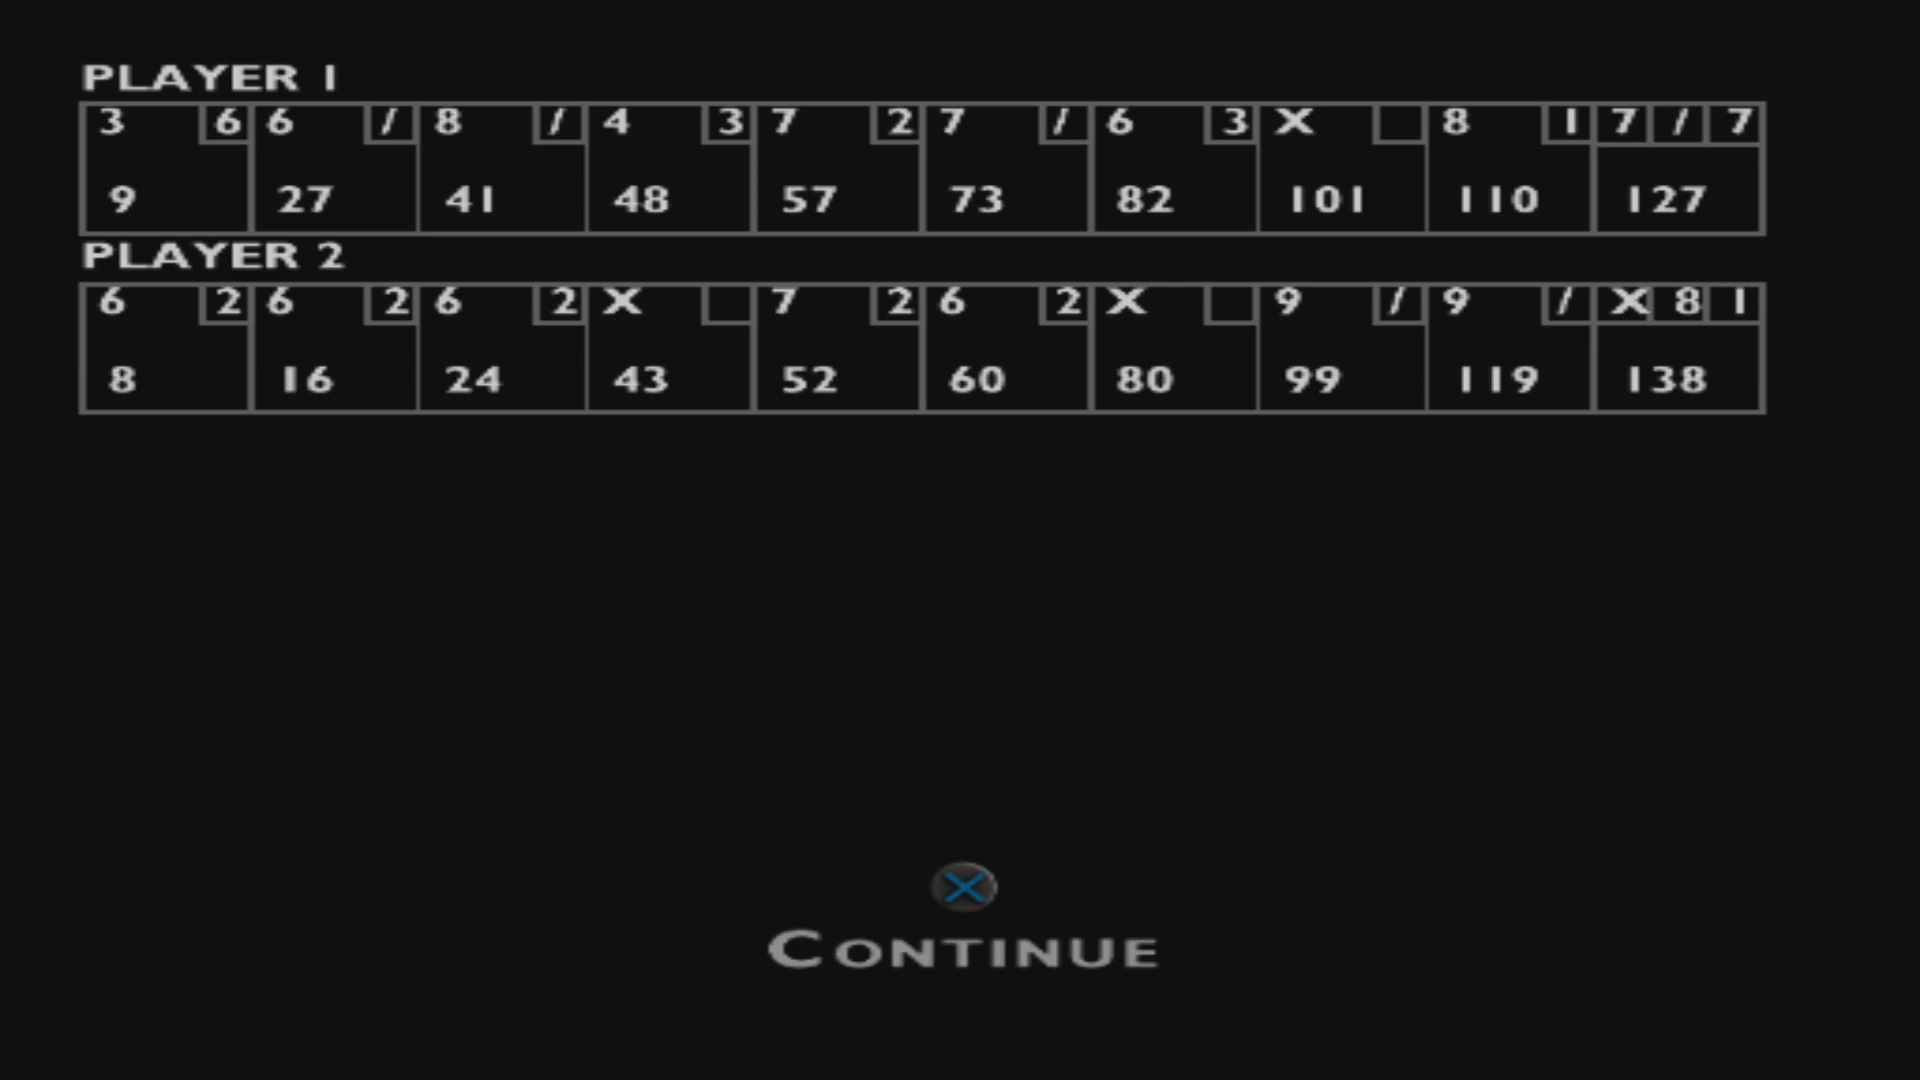 PLAYER 1
3 6 6 / 8 / 4 3 7 2 7 / 6 3 X 8 1 7 / 7
9 27 41 48 57 73 82 101 110 127
PLAYER 2
6 2 6 2 6 2 X 7 2 6 2 X 9 / 9 / X 8 1
8 16 24 43 52 60 80 99 119 138
CONTINUE